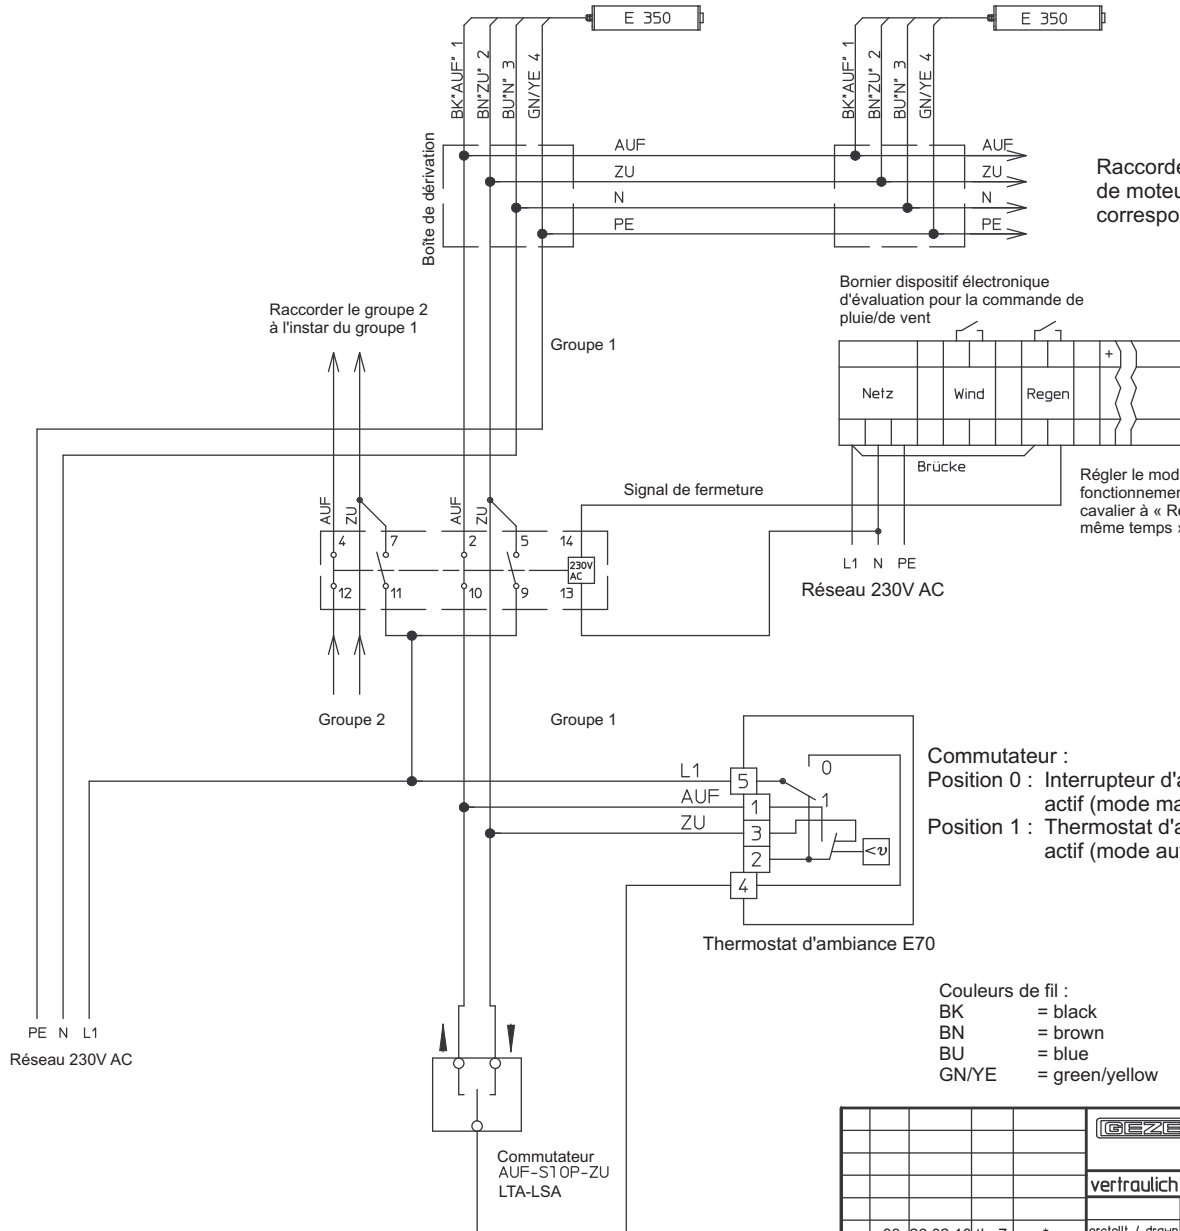 E 350
E 350
BK"AUF" 1
BN"ZU" 2
BU"N" 3
GN/YE 4
BK"AUF" 1
BN"ZU" 2
BU"N" 3
GN/YE 4
Boîte de dérivation
AUF
ZU
N
PE
AUF
ZU
N
PE
Raccorde
de moteu
correspo
Bornier dispositif électronique
d'évaluation pour la commande de
pluie/de vent
Raccorder le groupe 2
à l'instar du groupe 1
Groupe 1
+
Netz
Wind
Regen
Brücke
Signal de fermeture
Régler le mod
fonctionnemen
cavalier à « Re
même temps »
AUF
ZU
AUF
ZU
4
7
2
5
14
230V
AC
12
11
10
9
13
L1 N PE
Réseau 230V AC
Groupe 2
Groupe 1
L1
AUF
ZU
5
1
3
2
4
0
1
<υ
Thermostat d'ambiance E70
Commutateur :
Position 0 : Interrupteur d'a
actif (mode ma
Position 1 : Thermostat d'a
actif (mode aut
PE N L1
Réseau 230V AC
Couleurs de fil :
BK = black
BN = brown
BU = blue
GN/YE = green/yellow
Commutateur
AUF-STOP-ZU
LTA-LSA
GEZE
vertraulich